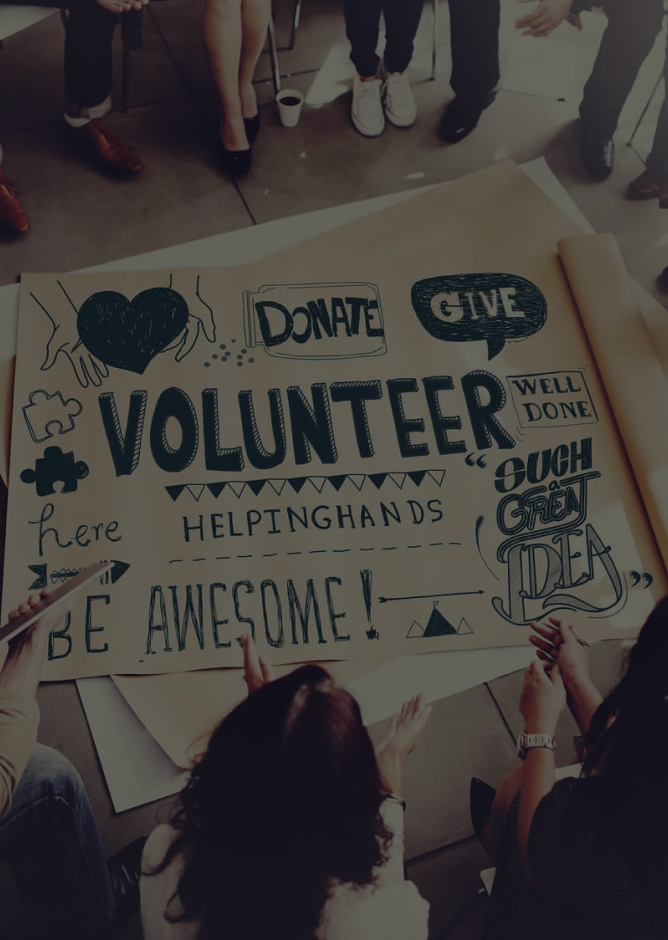 DONATE
GIVE
VOLUNTEER
WELL
DONE
here
HELPINGHANDS
"SUCH
a
GREAT
IDEA"
BE AWESOME!